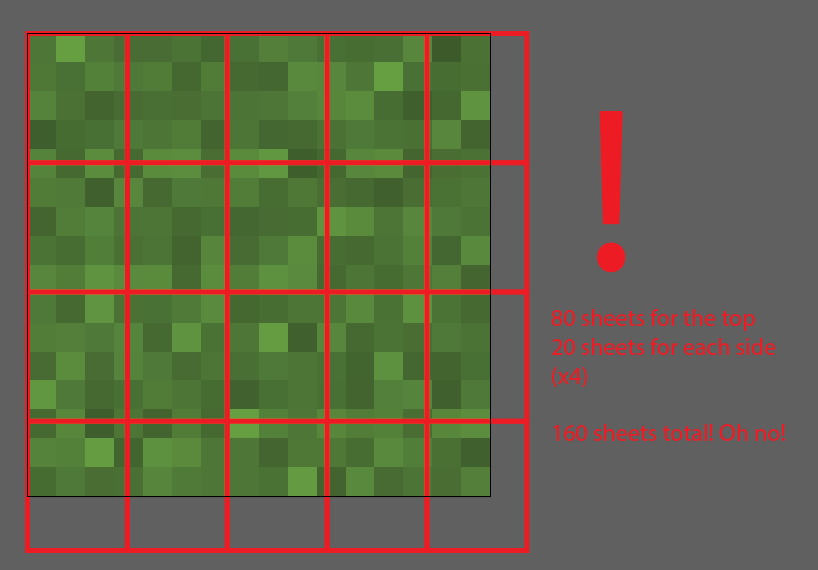 !
80 sheets for the top
20 sheets for each side
(x4)
160 sheets total! Oh no!